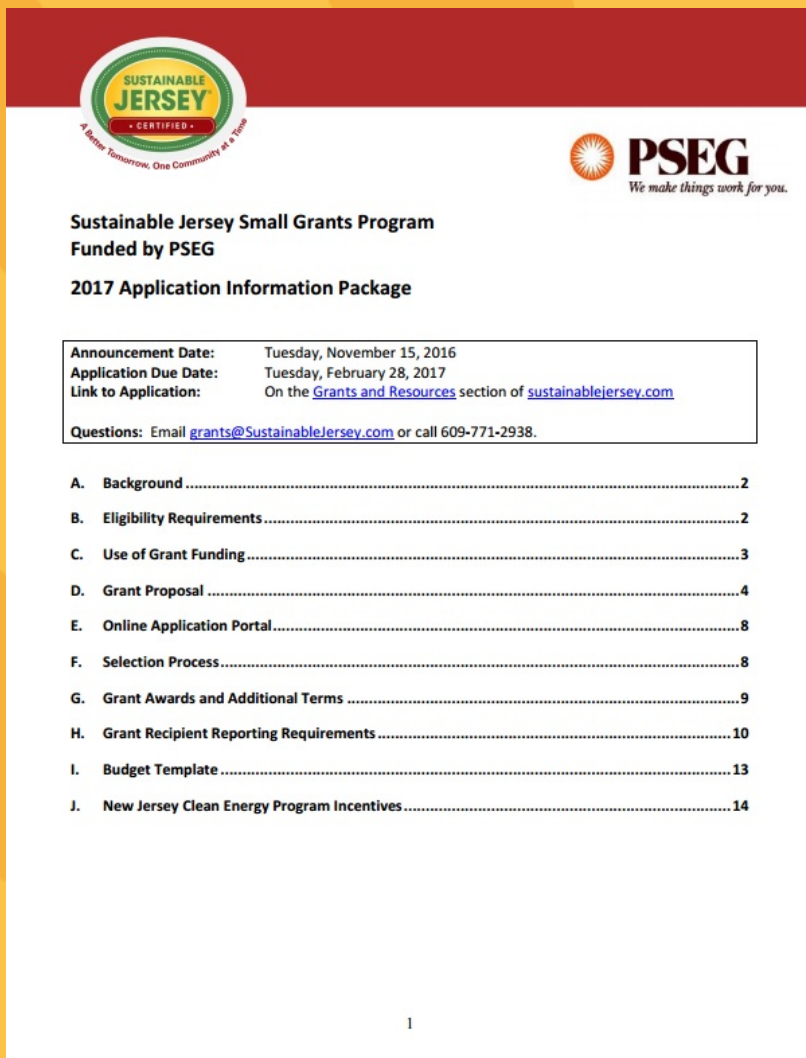 SUSTAINABLE
JERSEY
• CERTIFIED •
A Better Tomorrow, One Community at a Time
PSEG
We make things work for you.
Sustainable Jersey Small Grants Program
Funded by PSEG
2017 Application Information Package
Announcement Date: Tuesday, November 15, 2016
Application Due Date: Tuesday, February 28, 2017
Link to Application: On the Grants and Resources section of sustainablejersey.com
Questions: Email grants@SustainableJersey.com or call 609-771-2938.
A. Background ........ 2
B. Eligibility Requirements ........ 2
C. Use of Grant Funding ........ 3
D. Grant Proposal ........ 4
E. Online Application Portal ........ 8
F. Selection Process ........ 8
G. Grant Awards and Additional Terms ........ 9
H. Grant Recipient Reporting Requirements ........ 10
I. Budget Template ........ 13
J. New Jersey Clean Energy Program Incentives ........ 14
1